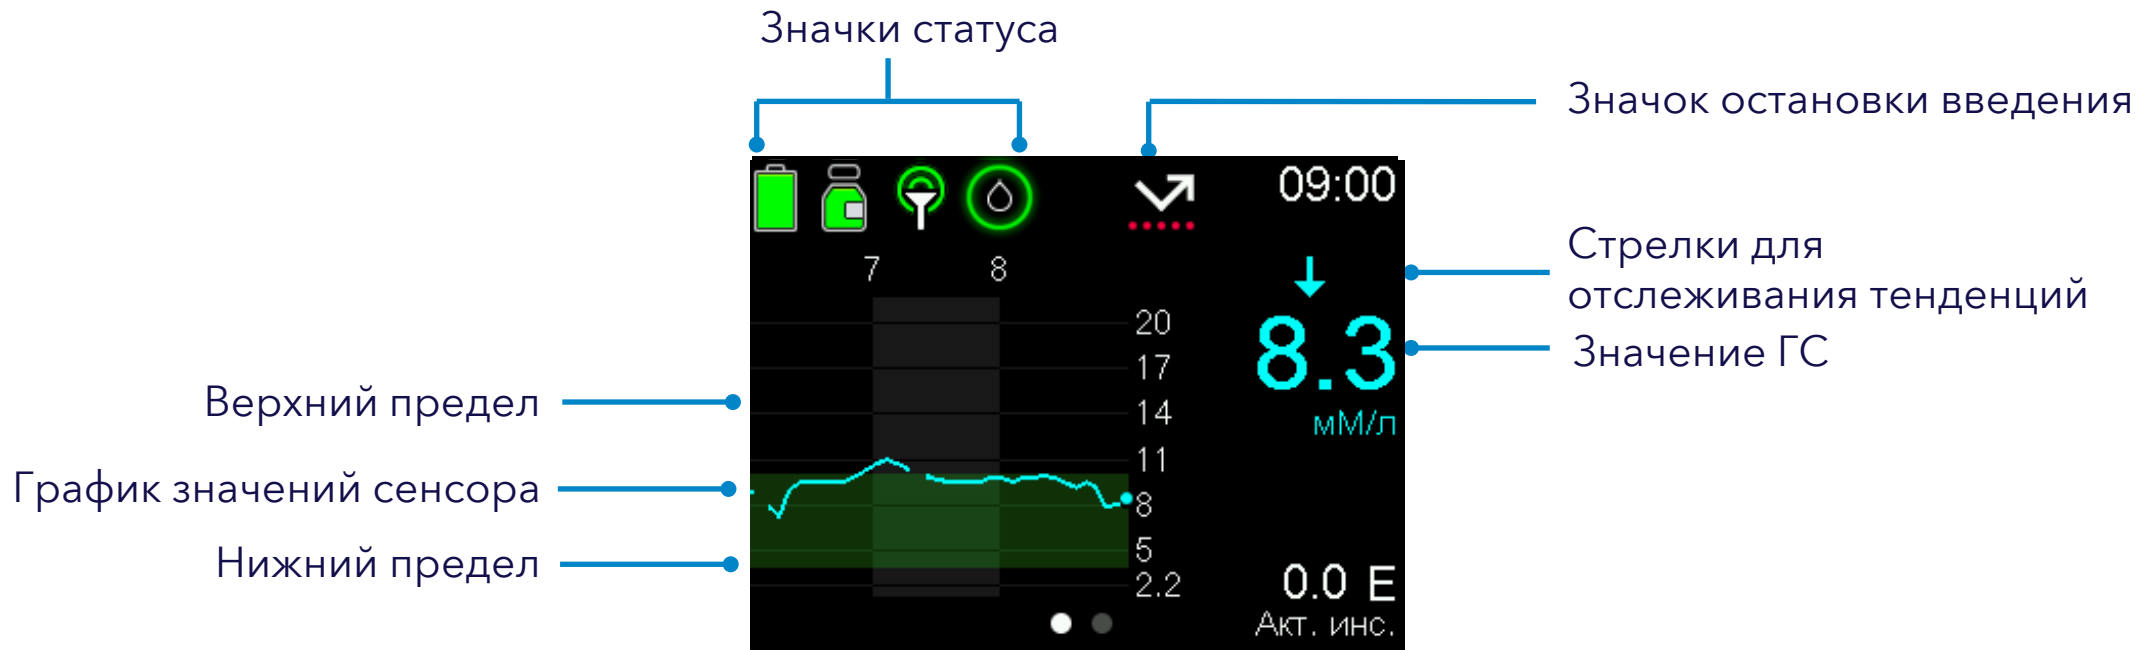 Значки статуса
Значок остановки введения
09:00
7 8
Стрелки для
отслеживания тенденций
20
8.3
Значение ГС
17
Верхний предел
14
мМ/л
11
График значений сенсора
8
5
Нижний предел
2.2
0.0 Е
Акт. инс.